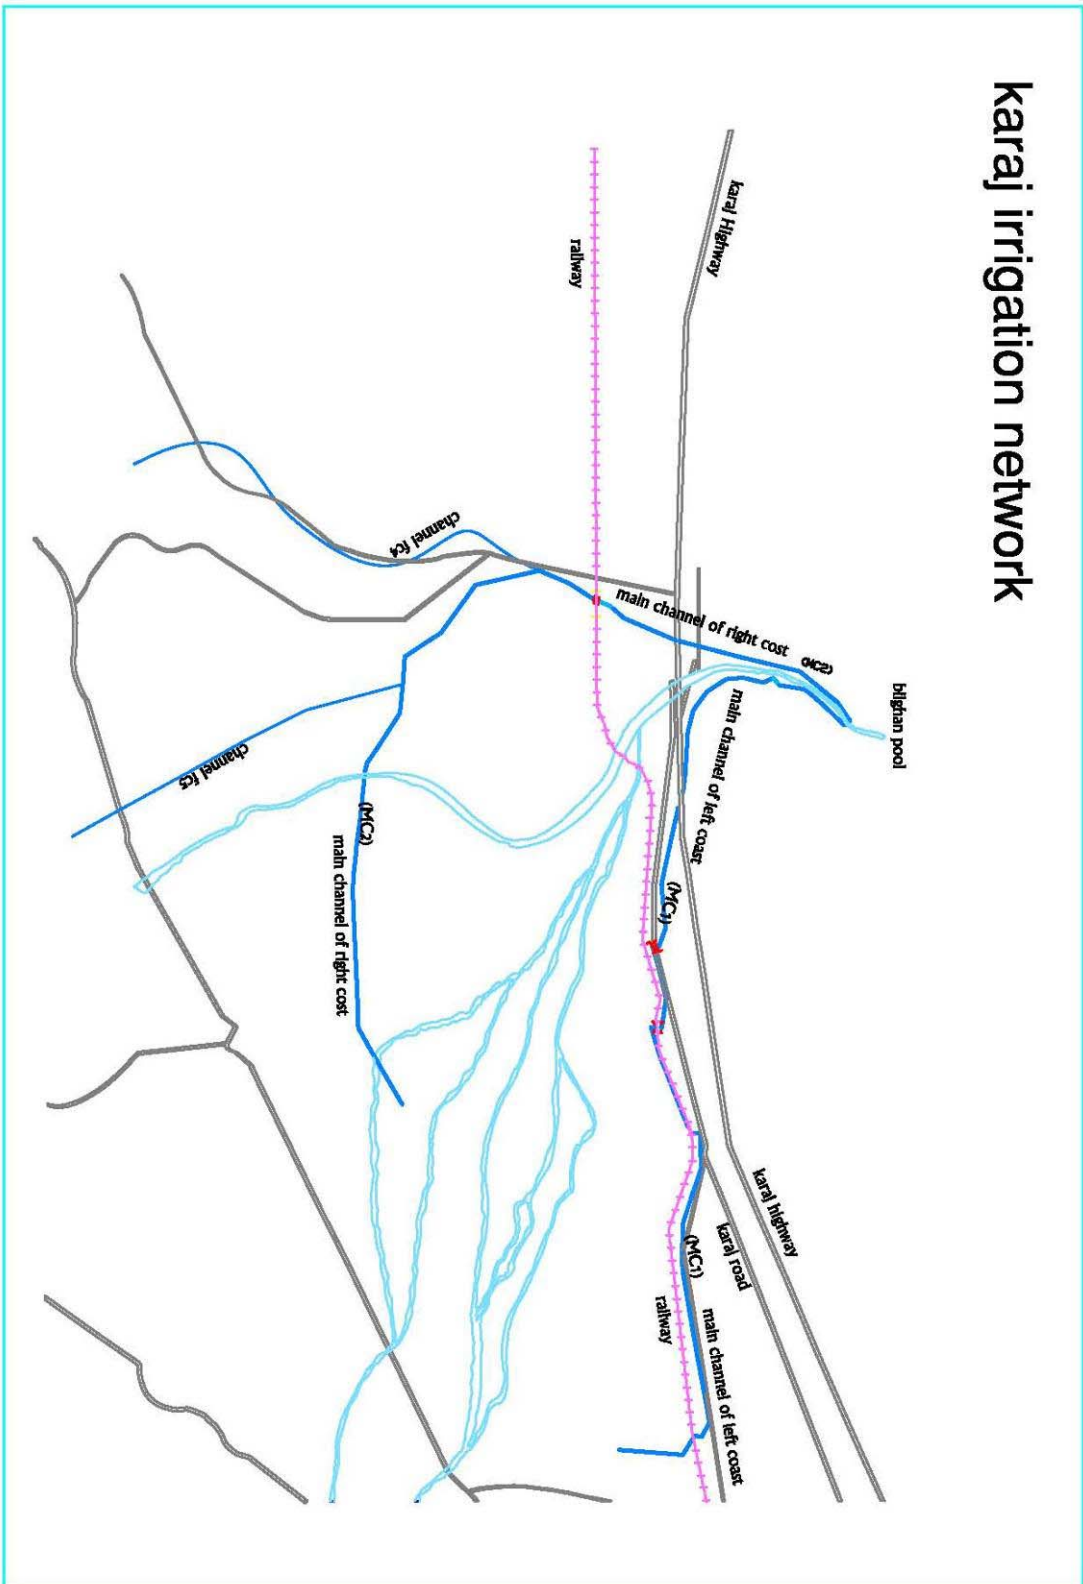 karaj irrigation network
bilghan pool
(MC2)
karaj highway
karaj Highway
main channel of right cost
main channel of left coast
karaj road
main channel of left coast
(MC1)
(MC1)
railway
railway
channel fc4
(MC2)
main channel of right cost
channel fc5